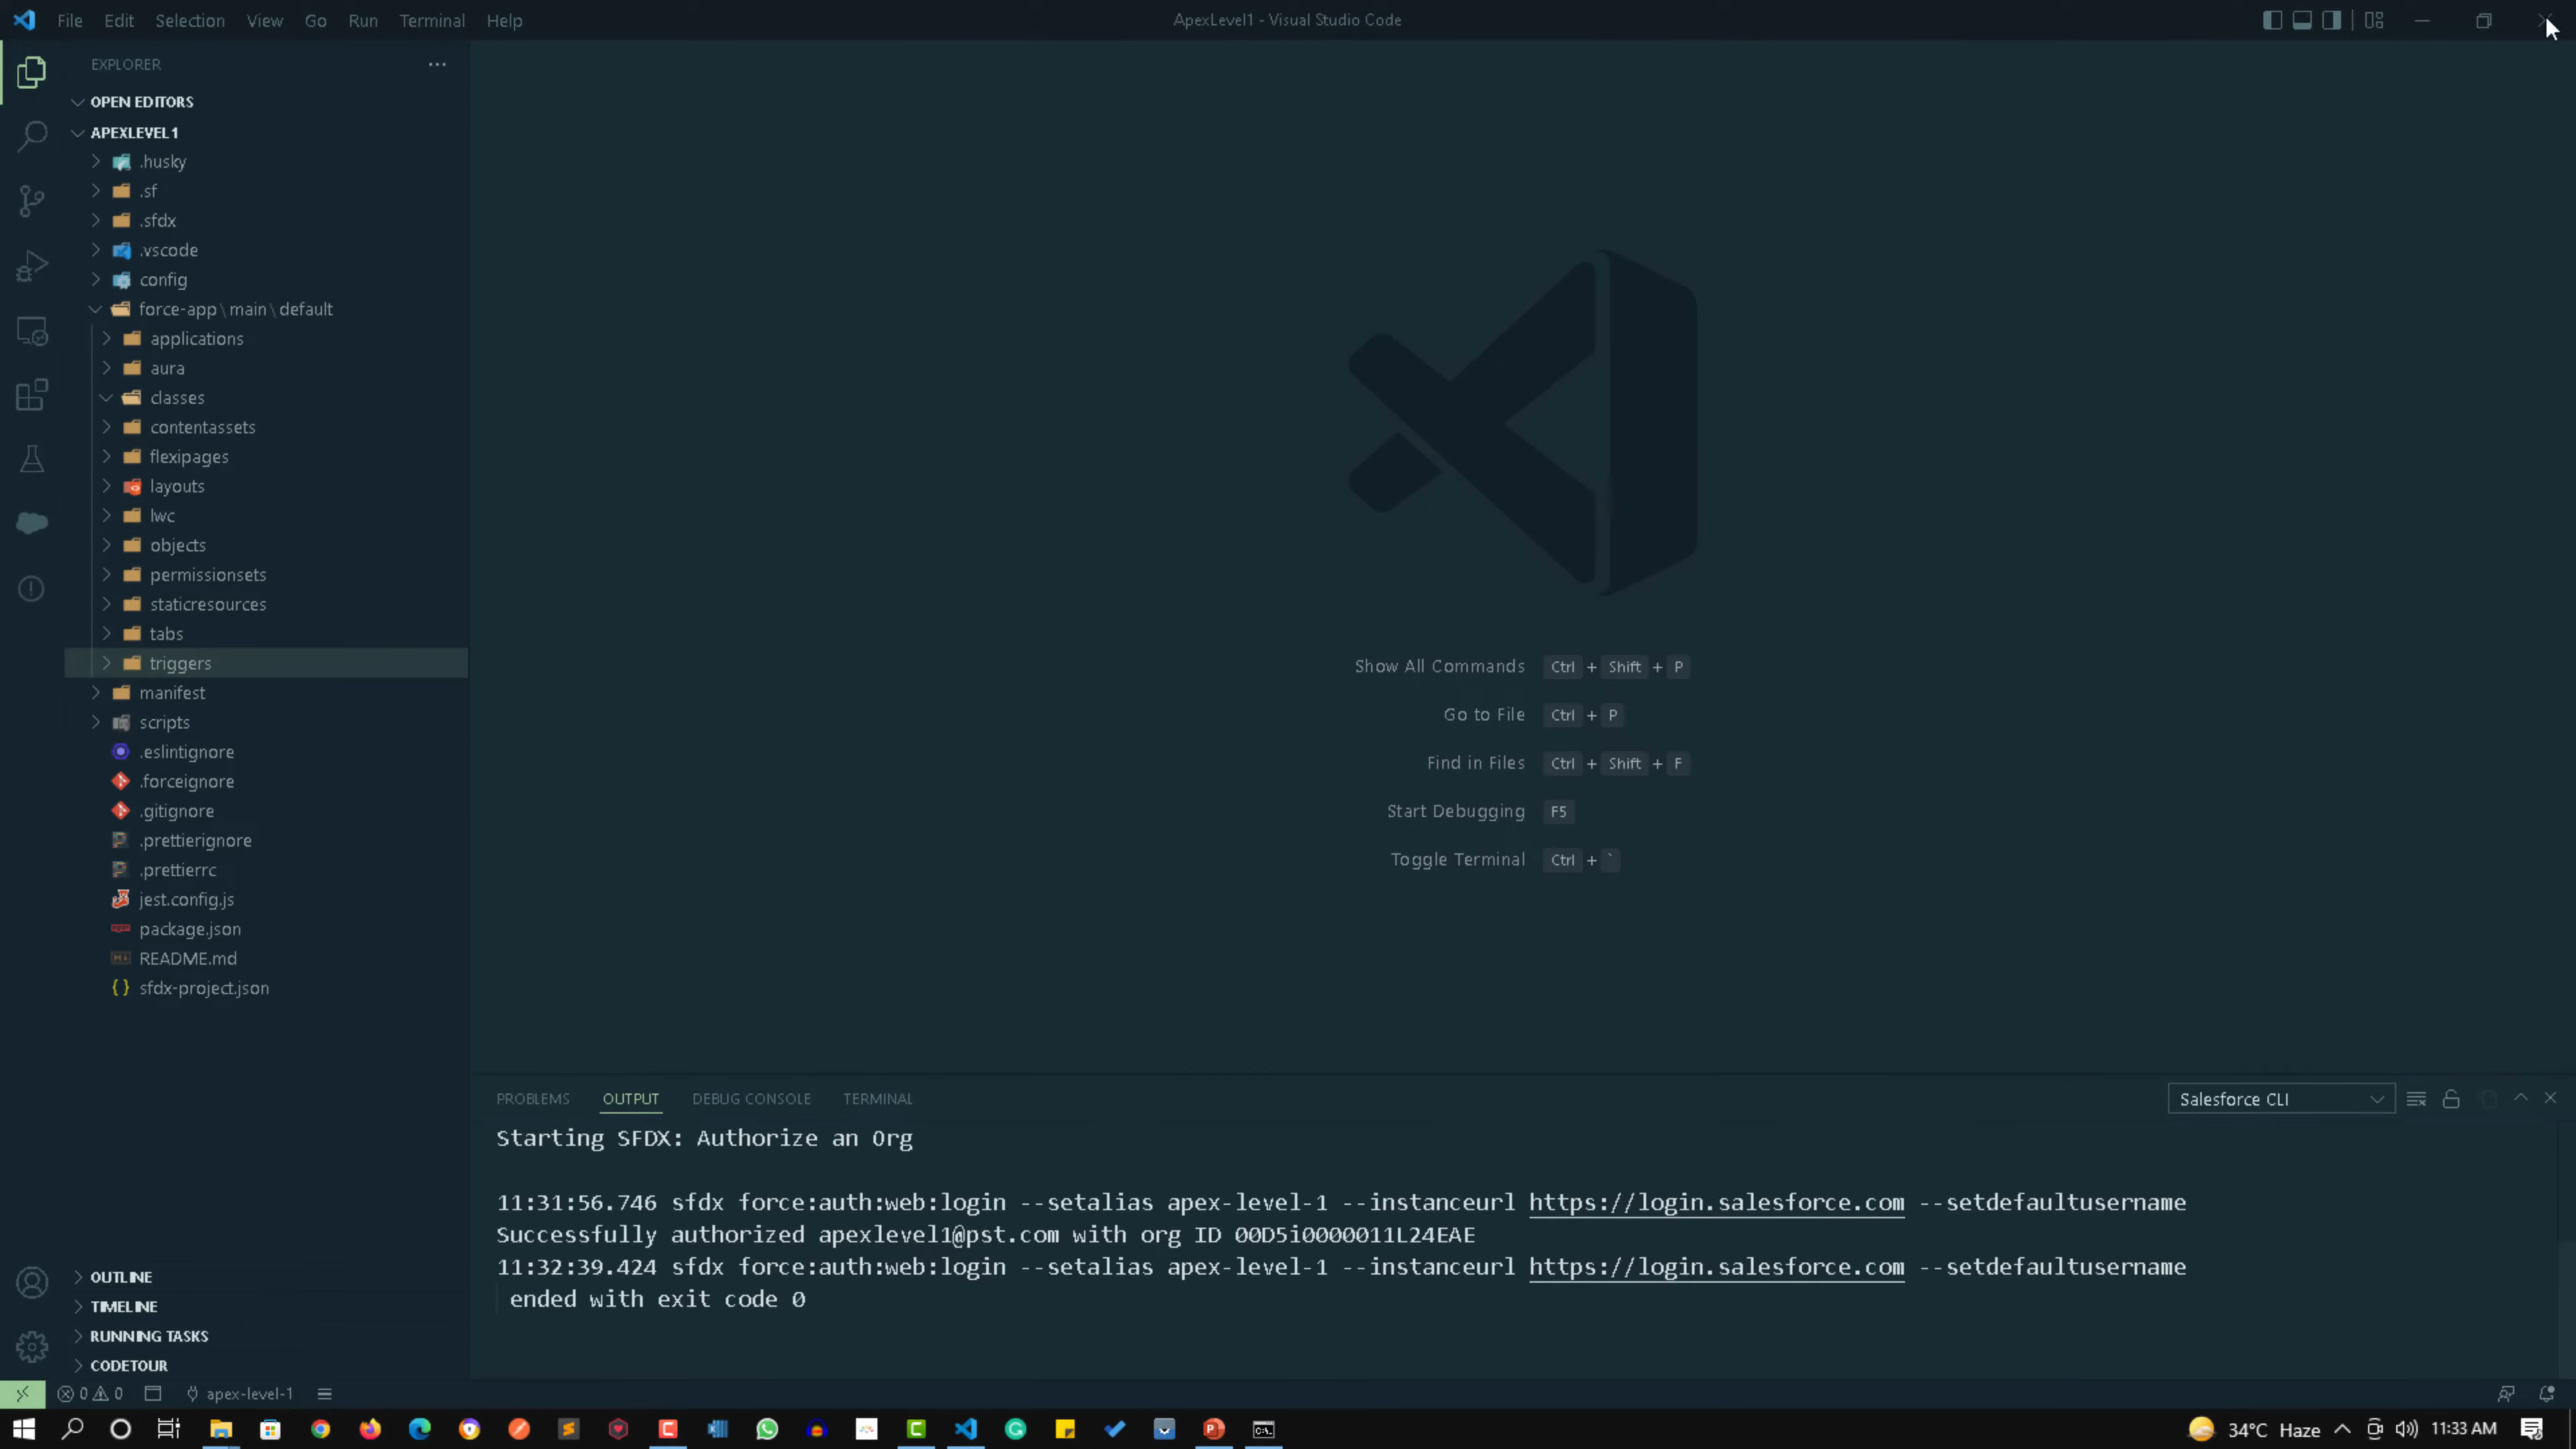 File Edit Selection View Go Run Terminal Help
ApexLevel1 - Visual Studio Code
EXPLORER
OPEN EDITORS
APEXLEVEL1
.husky
.sf
.sfdx
.vscode
config
force-app\main\default
applications
aura
classes
contentassets
flexipages
layouts
lwc
objects
permissionsets
staticresources
tabs
triggers
manifest
scripts
.eslintignore
.forceignore
.gitignore
.prettierignore
.prettierrc
jest.config.js
package.json
README.md
sfdx-project.json
OUTLINE
TIMELINE
RUNNING TASKS
CODETOUR
Show All Commands Ctrl + Shift + P
Go to File Ctrl + P
Find in Files Ctrl + Shift + F
Start Debugging F5
Toggle Terminal Ctrl + `
PROBLEMS OUTPUT DEBUG CONSOLE TERMINAL
Salesforce CLI
Starting SFDX: Authorize an Org
11:31:56.746 sfdx force:auth:web:login --setalias apex-level-1 --instanceurl https://login.salesforce.com --setdefaultusername
Successfully authorized apexlevel1@pst.com with org ID 00D5i0000011L24EAE
11:32:39.424 sfdx force:auth:web:login --setalias apex-level-1 --instanceurl https://login.salesforce.com --setdefaultusername
ended with exit code 0
0 0 apex-level-1
34°C Haze 11:33 AM